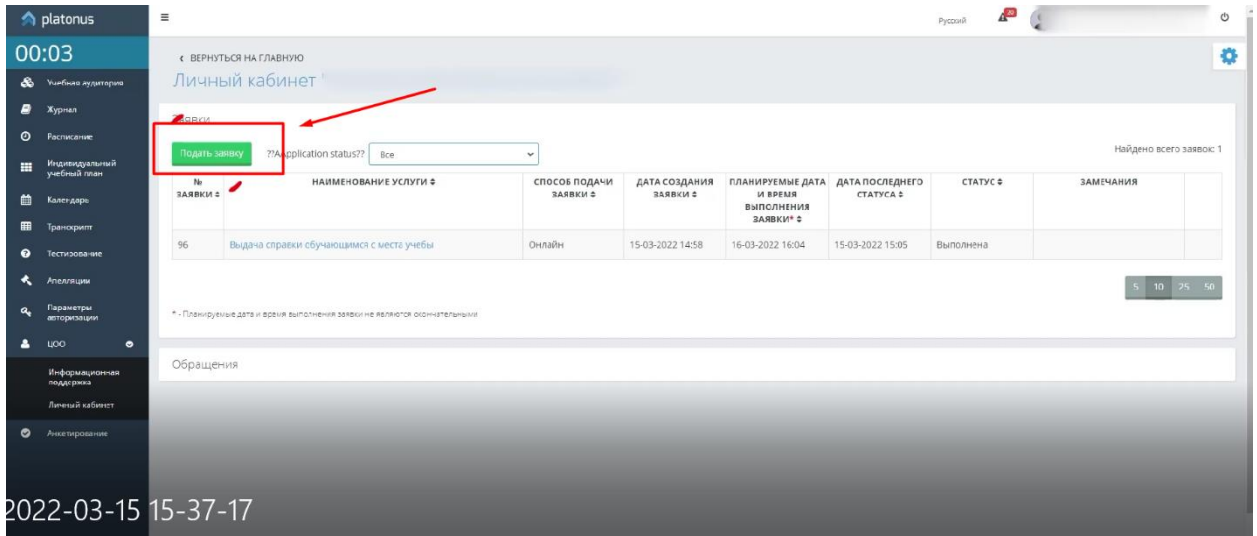 platonus
Русский
20
00:03
ВЕРНУТЬСЯ НА ГЛАВНУЮ
Личный кабинет
Учебная аудитория
Журнал
Расписание
Индивидуальный
учебный план
Календарь
Транскрипт
Тестирование
Апелляции
Параметры
авторизации
ЦОО
Информационная
поддержка
Личный кабинет
Анкетирование
Заявки
Подать заявку
??AApplication status??
Все
Найдено всего заявок: 1
№
ЗАЯВКИ
НАИМЕНОВАНИЕ УСЛУГИ
СПОСОБ ПОДАЧИ
ЗАЯВКИ
ДАТА СОЗДАНИЯ
ЗАЯВКИ
ПЛАНИРУЕМЫЕ ДАТА
И ВРЕМЯ
ВЫПОЛНЕНИЯ
ЗАЯВКИ*
ДАТА ПОСЛЕДНЕГО
СТАТУСА
СТАТУС
ЗАМЕЧАНИЯ
96
Выдача справки обучающимся с места учебы
Онлайн
15-03-2022 14:58
16-03-2022 16:04
15-03-2022 15:05
Выполнена
5 10 25 50
* - Планируемые дата и время выполнения заявки не являются окончательными
Обращения
2022-03-15 15-37-17